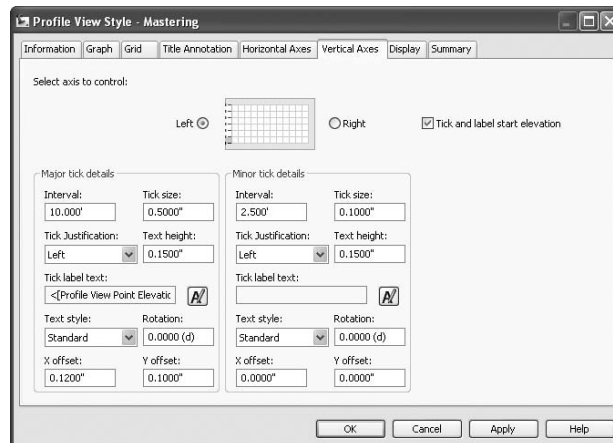 Profile View Style - Mastering
Information Graph Grid Title Annotation Horizontal Axes Vertical Axes Display Summary
Select axis to control:
Left Right Tick and label start elevation
Major tick details Minor tick details
Interval: Tick size: Interval: Tick size:
10.000' 0.5000" 2.500' 0.1000"
Tick Justification: Text height: Tick Justification: Text height:
Left 0.1500" Left 0.1500"
Tick label text: Tick label text:
<[Profile View Point Elevatic
Text style: Rotation: Text style: Rotation:
Standard 0.0000 (d) Standard 0.0000 (d)
X offset: Y offset: X offset: Y offset:
0.1200" 0.1000" 0.0000" 0.0000"
OK Cancel Apply Help